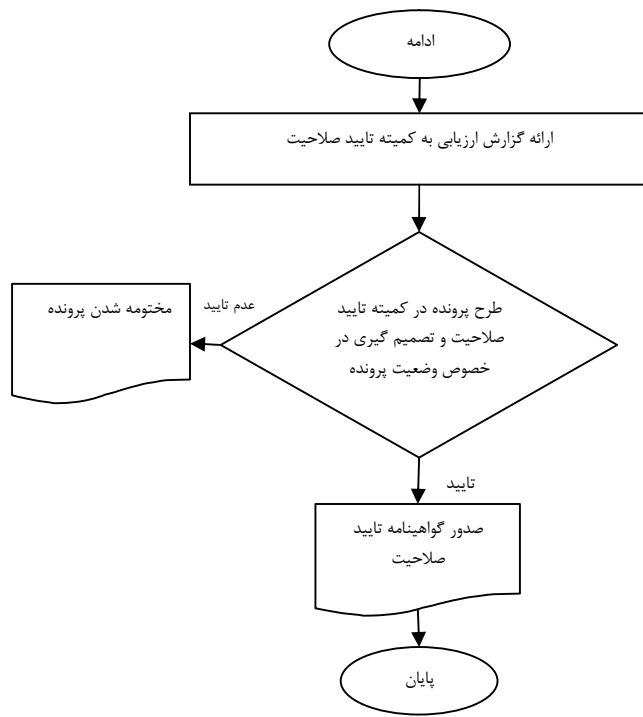 ادامه
ارائه گزارش ارزیابی به کمیته تایید صلاحیت
طرح پرونده در کمیته تایید
صلاحیت و تصمیم گیری در
خصوص وضعیت پرونده
عدم تایید
مختومه شدن پرونده
تایید
صدور گواهینامه تایید
صلاحیت
پایان